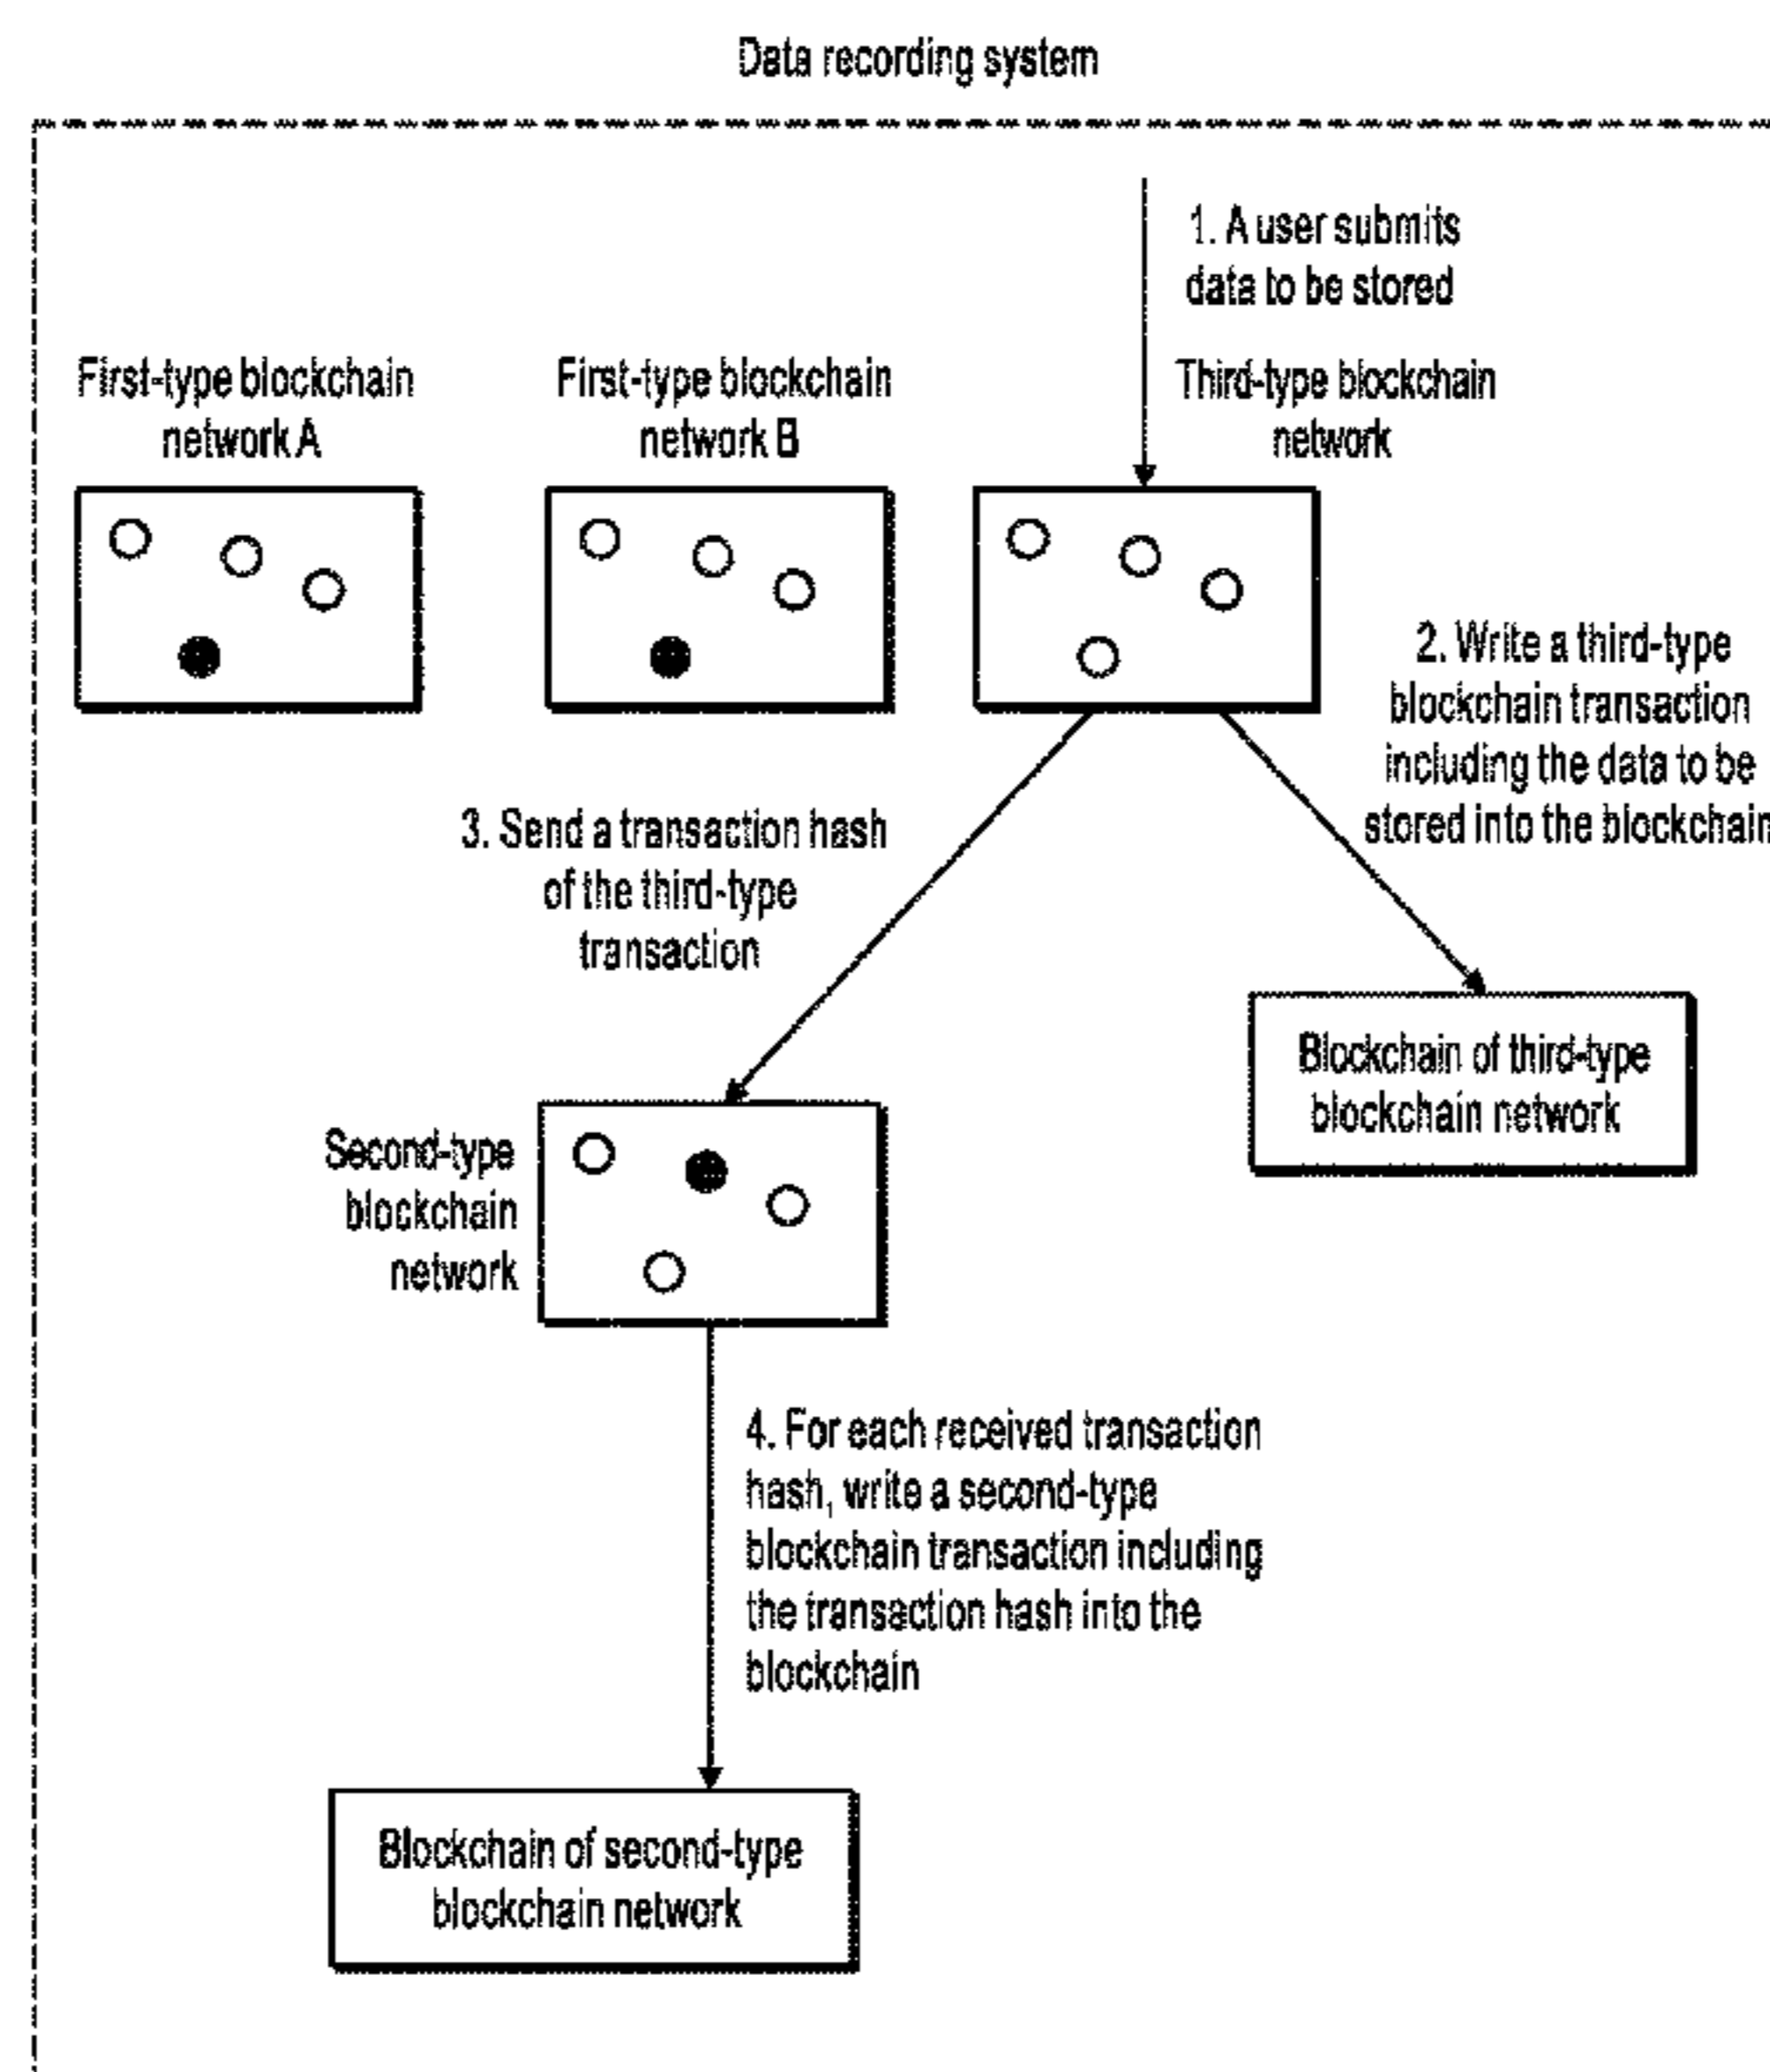 Data recording system
1. A user submits
data to be stored
First-type blockchain
network A
First-type blockchain
network B
Third-type blockchain
network
2. Write a third-type
blockchain transaction
including the data to be
stored into the blockchain
3. Send a transaction hash
of the third-type
transaction
Blockchain of third-type
blockchain network
Second-type
blockchain
network
4. For each received transaction
hash, write a second-type
blockchain transaction including
the transaction hash into the
blockchain
Blockchain of second-type
blockchain network